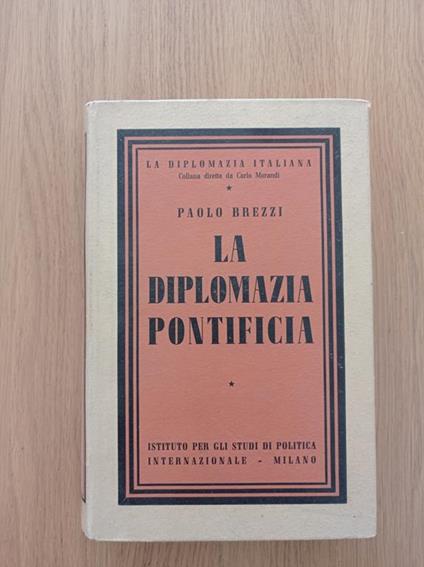 LA DIPLOMAZIA ITALIANA
Collana diretta da Carlo Morandi
★
PAOLO BREZZI
LA
DIPLOMAZIA
PONTIFICIA
★
ISTITUTO PER GLI STUDI DI POLITICA
INTERNAZIONALE - MILANO